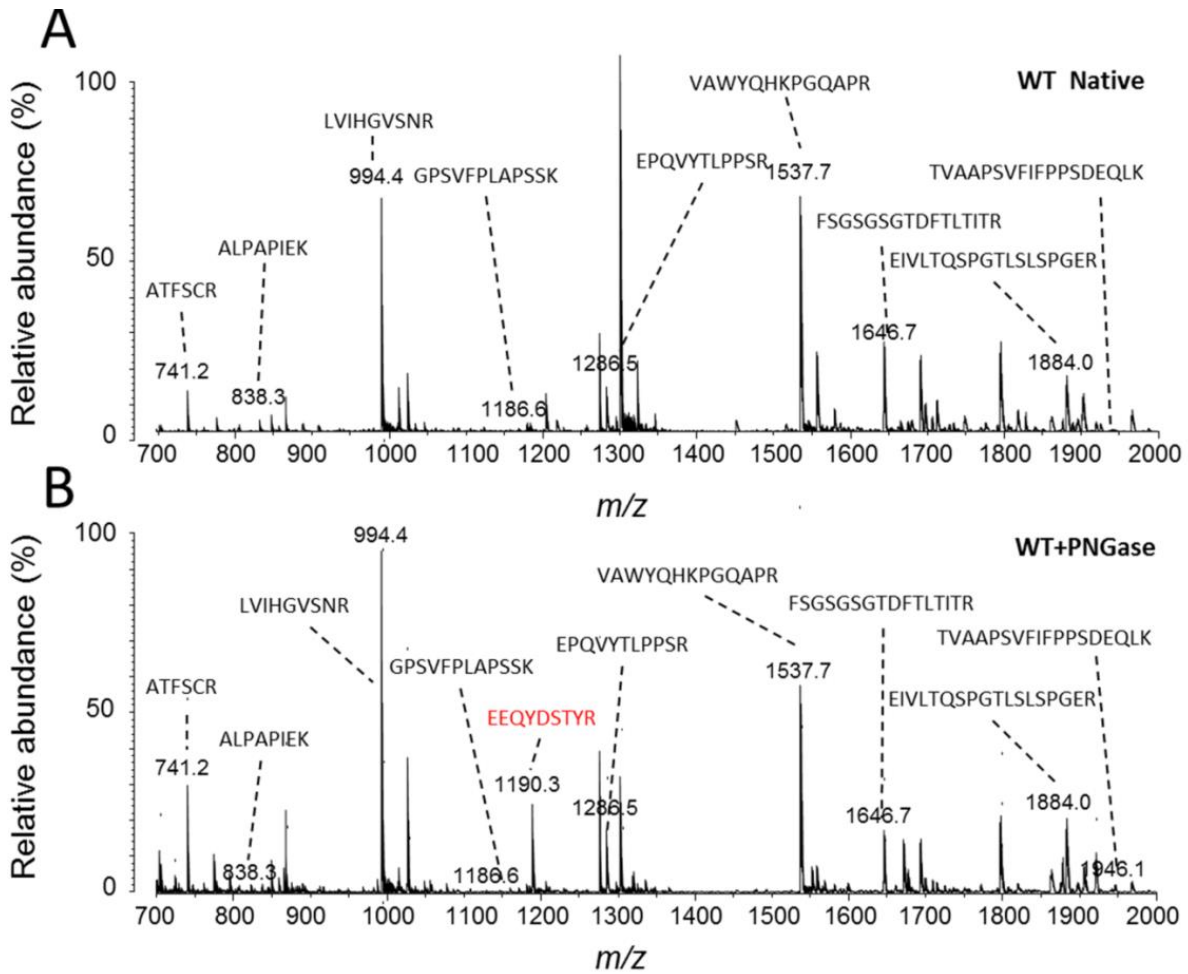 A
Relative abundance (%)
WT Native
100
50
0
VAWYQHKPGQAPR
LVIHGVSNR
EPQVYTLPPSR
1537.7
TVAAPSVFIFPPSDEQLK
994.4
GPSVFPLAPSSK
FSGSGSGTDFTLTITR
ALPAPIEK
EIVLTQSPGTLSLSPGER
ATFSCR
1646.7
741.2
1286.5
1884.0
838.3
1186.6
700 800 900 1000 1100 1200 1300 1400 1500 1600 1700 1800 1900 2000
m/z
B
Relative abundance (%)
WT+PNGase
100
50
0
994.4
VAWYQHKPGQAPR
LVIHGVSNR
FSGSGSGTDFTLTITR
EPQVYTLPPSR
TVAAPSVFIFPPSDEQLK
GPSVFPLAPSSK
1537.7
ATFSCR
EIVLTQSPGTLSLSPGER
EEQYDSTYR
ALPAPIEK
741.2
1190.3
1286.5
1884.0
1646.7
838.3
1186.6
1946.1
700 800 900 1000 1100 1200 1300 1400 1500 1600 1700 1800 1900 2000
m/z